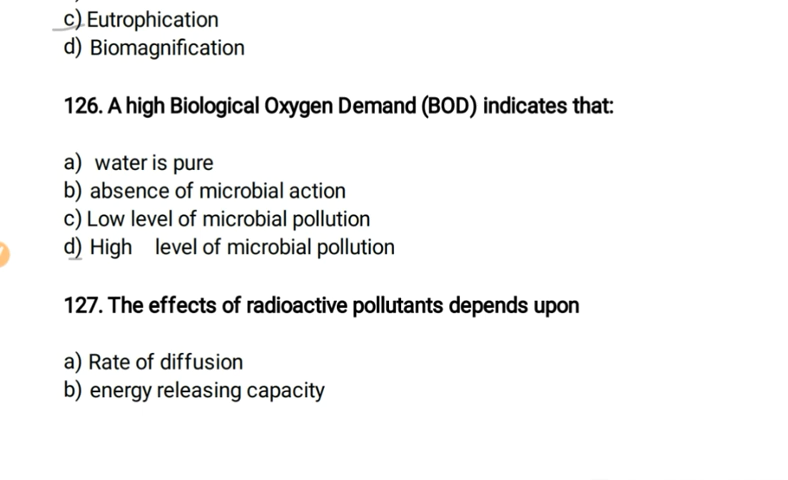 c) Eutrophication
d) Biomagnification
126. A high Biological Oxygen Demand (BOD) indicates that:
a) water is pure
b) absence of microbial action
c) Low level of microbial pollution
d) High level of microbial pollution
127. The effects of radioactive pollutants depends upon
a) Rate of diffusion
b) energy releasing capacity